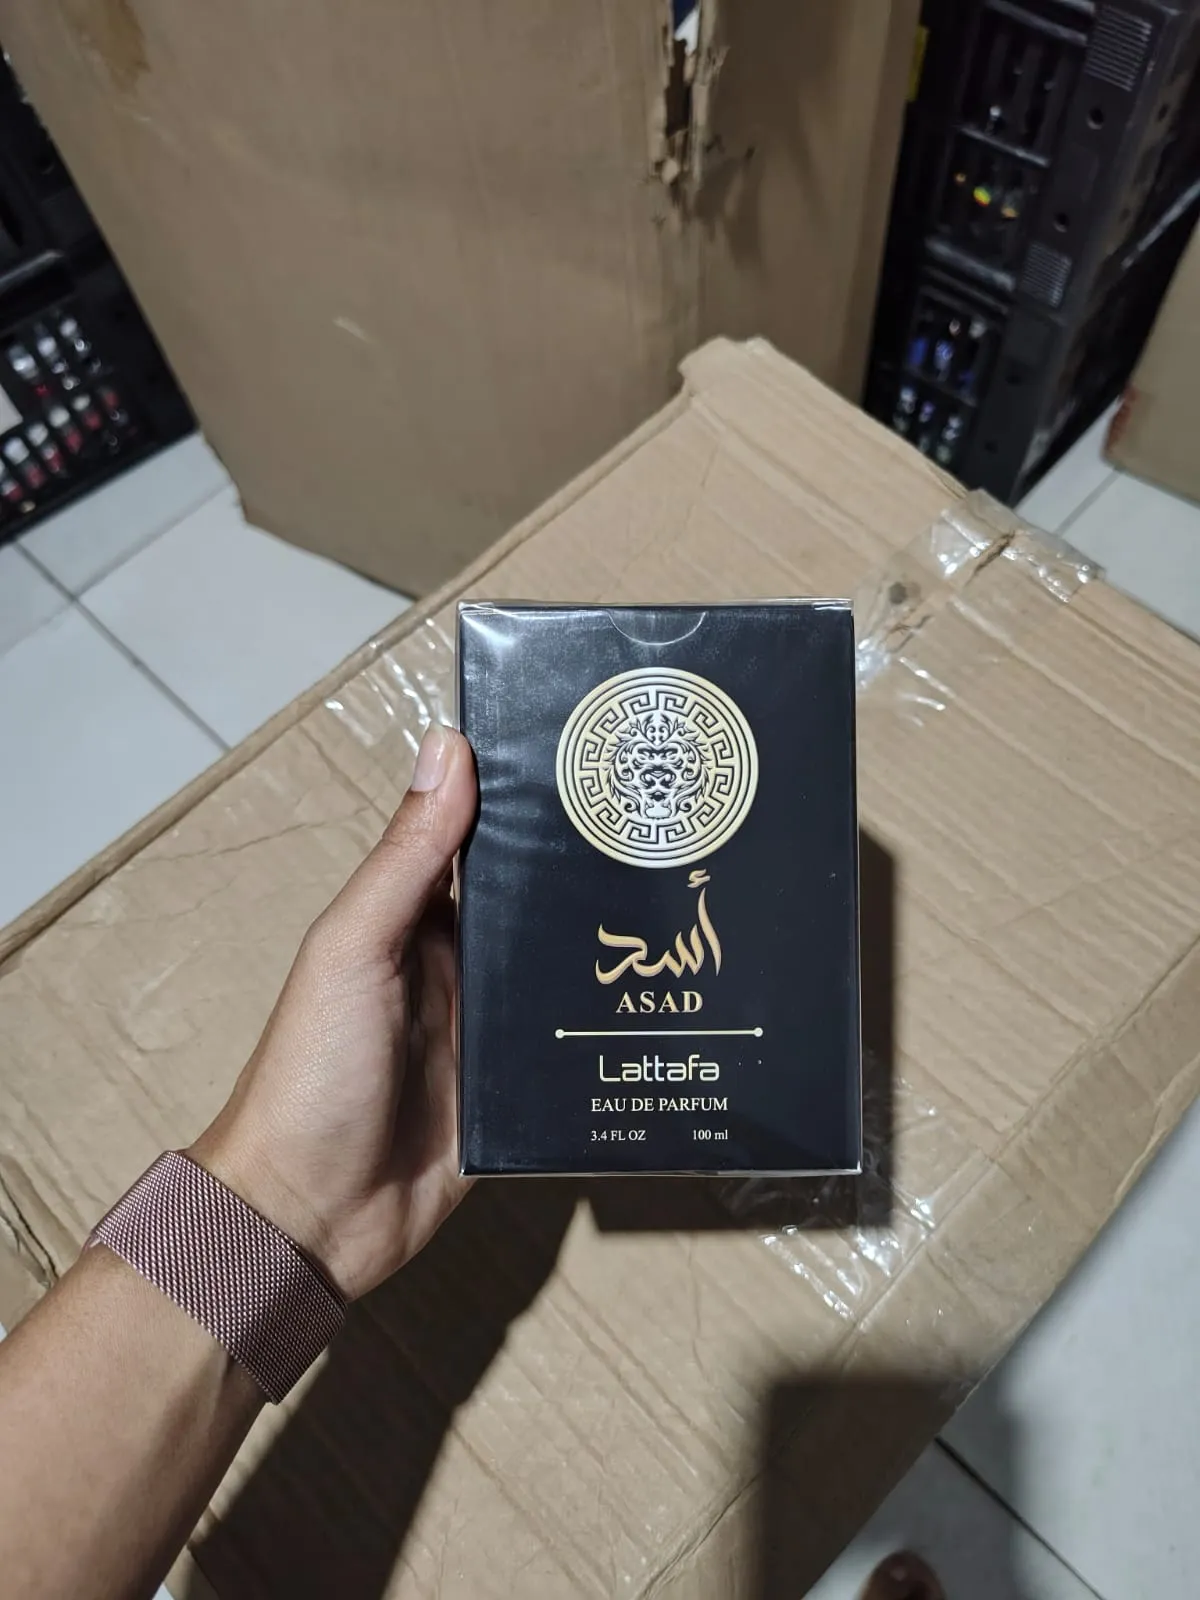 أسد
ASAD
Lattafa
EAU DE PARFUM
3.4 FL OZ 100 ml